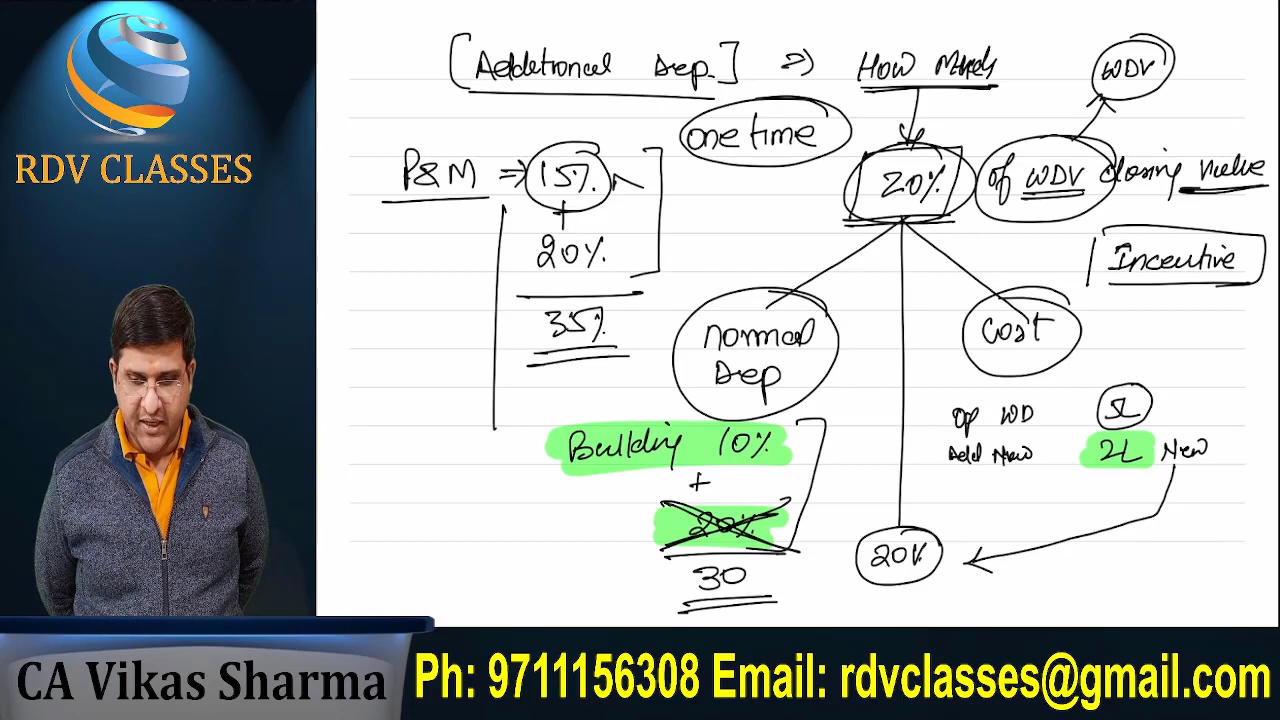 RDV CLASSES
[Additional Dep.] ⇒ How Much
WDV
one time
P&M ⇒ 15%
20% of WDV closing Value
+
20%
35%
Incentive
normal Dep
cost
Op WD 5L
Add New 2L New
Building 10%
+
20%
30
20%
CA Vikas Sharma
Ph: 9711156308 Email: rdvclasses@gmail.com